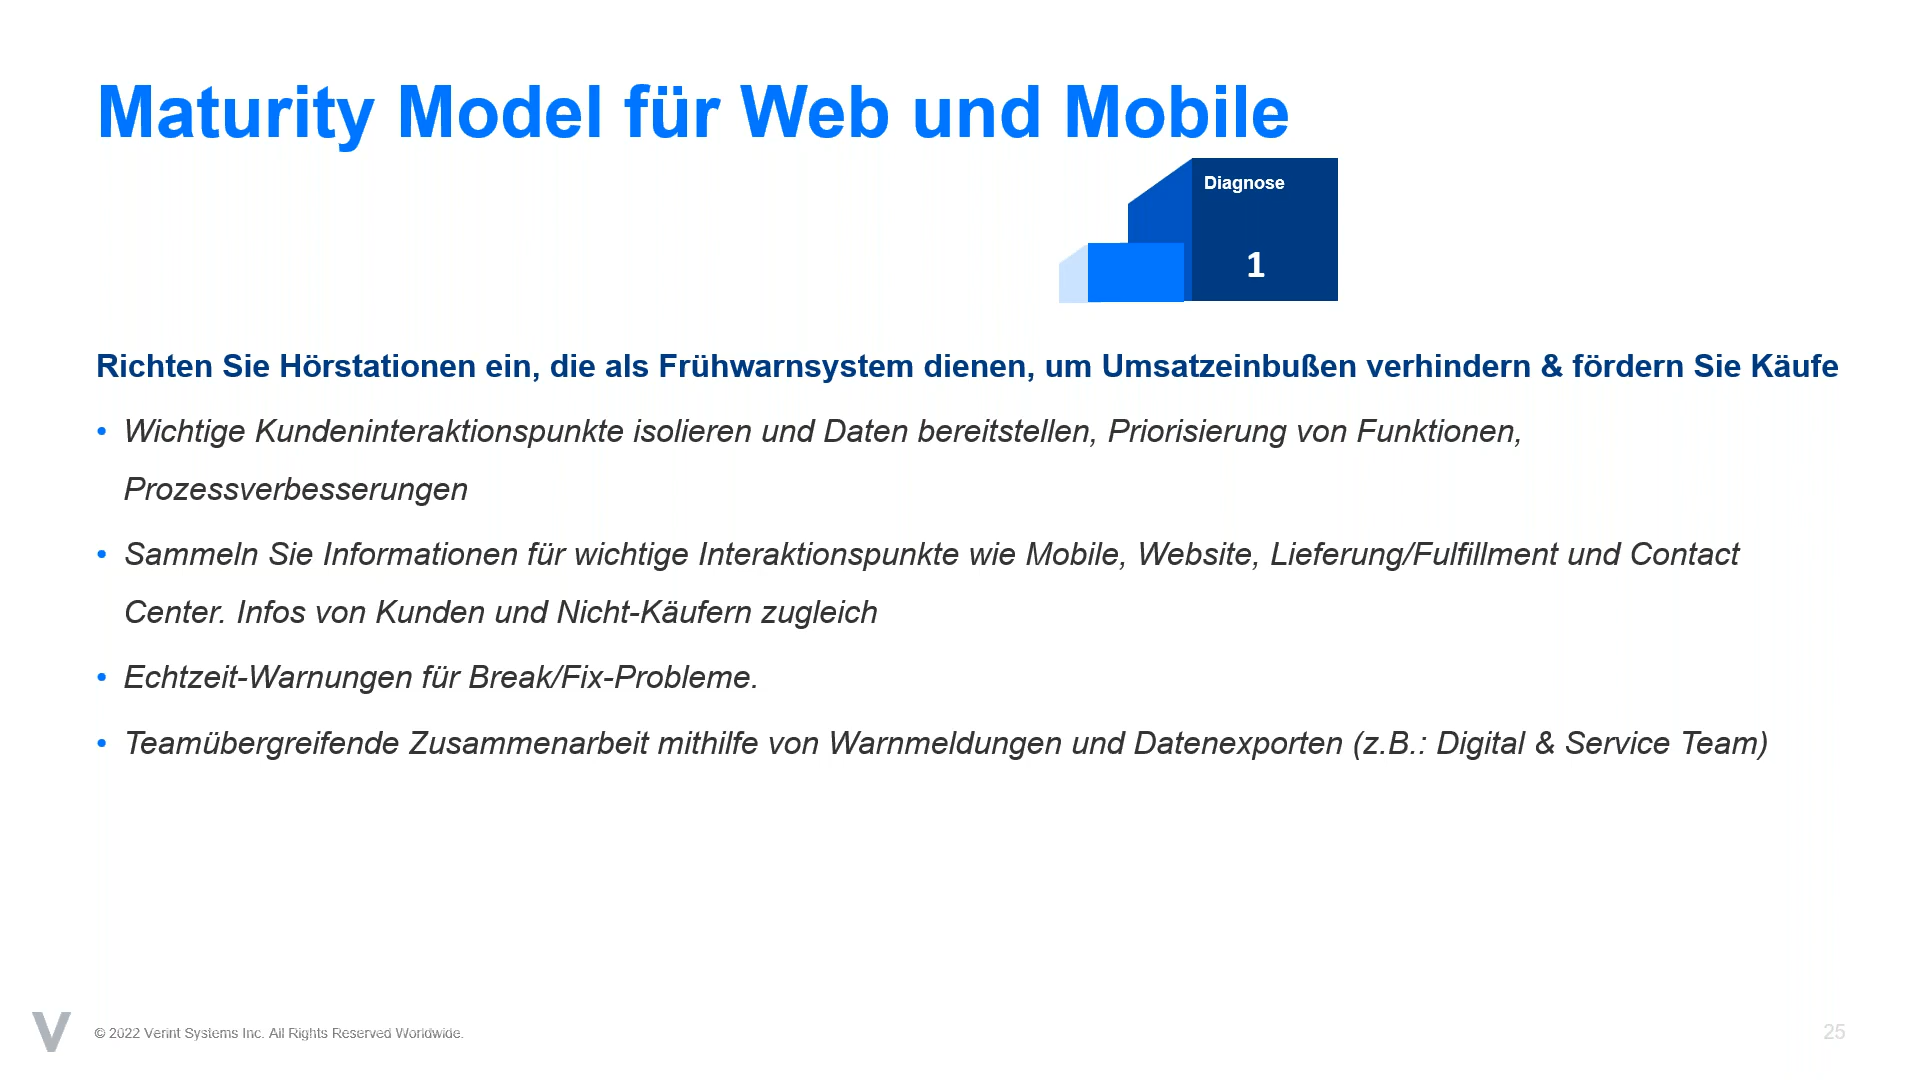 Maturity Model für Web und Mobile
Diagnose
1
Richten Sie Hörstationen ein, die als Frühwarnsystem dienen, um Umsatzeinbußen verhindern & fördern Sie Käufe
• Wichtige Kundeninteraktionspunkte isolieren und Daten bereitstellen, Priorisierung von Funktionen,
Prozessverbesserungen
• Sammeln Sie Informationen für wichtige Interaktionspunkte wie Mobile, Website, Lieferung/Fulfillment und Contact
Center. Infos von Kunden und Nicht-Käufern zugleich
• Echtzeit-Warnungen für Break/Fix-Probleme.
• Teamübergreifende Zusammenarbeit mithilfe von Warnmeldungen und Datenexporten (z.B.: Digital & Service Team)
© 2022 Verint Systems Inc. All Rights Reserved Worldwide.
25